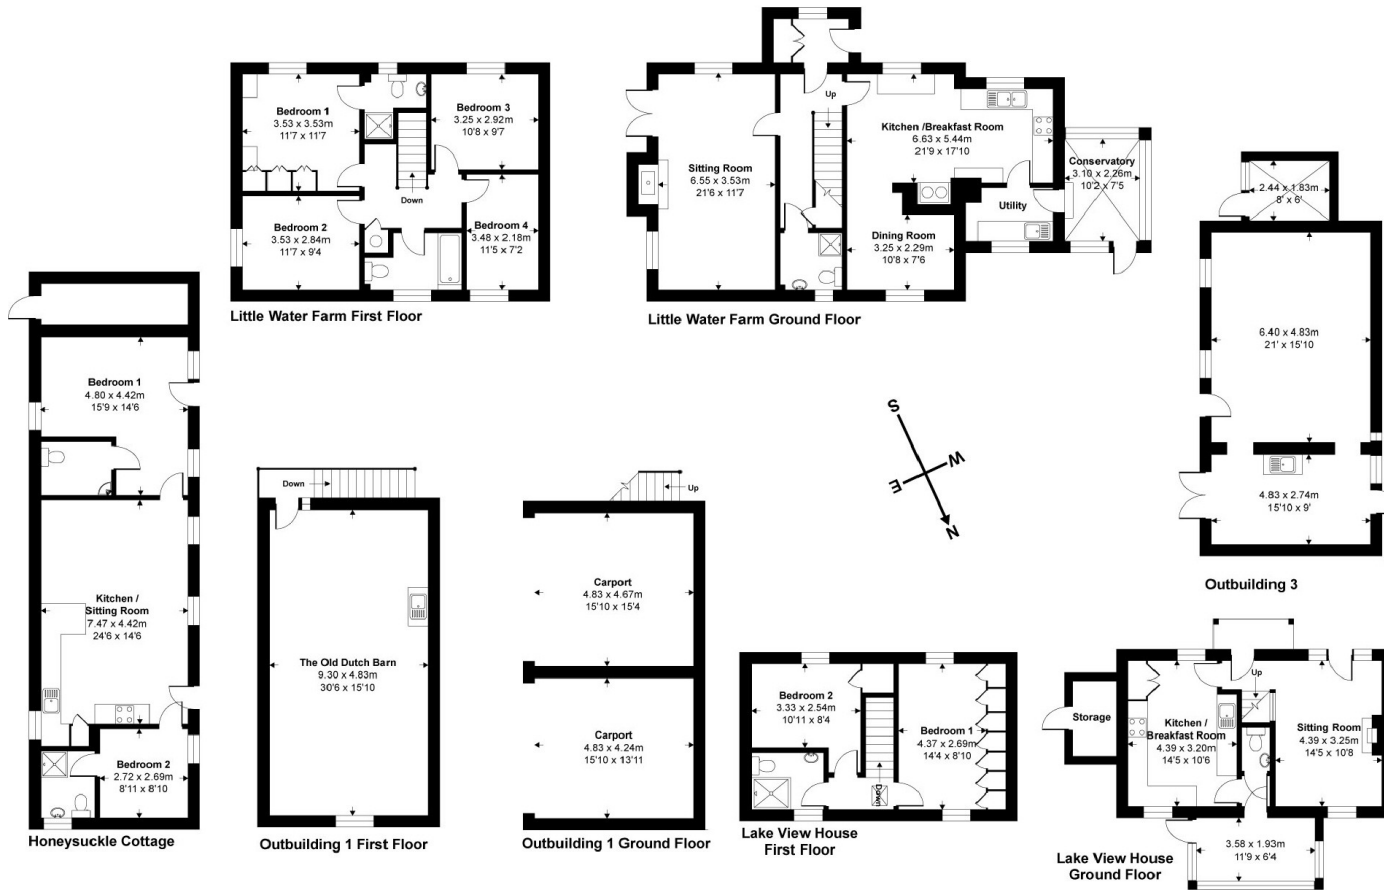 Bedroom 1
3.53 x 3.53m
11'7 x 11'7
Bedroom 3
3.25 x 2.92m
10'8 x 9'7
Down
Bedroom 2
3.53 x 2.84m
11'7 x 9'4
Bedroom 4
3.48 x 2.18m
11'5 x 7'2
Little Water Farm First Floor
Up
Kitchen /Breakfast Room
6.63 x 5.44m
21'9 x 17'10
Sitting Room
6.55 x 3.53m
21'6 x 11'7
Conservatory
3.10 x 2.26m
10'2 x 7'5
Utility
Dining Room
3.25 x 2.29m
10'8 x 7'6
Little Water Farm Ground Floor
2.44 x 1.83m
8' x 6'
6.40 x 4.83m
21' x 15'10
4.83 x 2.74m
15'10 x 9'
Outbuilding 3
Bedroom 1
4.80 x 4.42m
15'9 x 14'6
Kitchen /
Sitting Room
7.47 x 4.42m
24'6 x 14'6
Bedroom 2
2.72 x 2.69m
8'11 x 8'10
Honeysuckle Cottage
Down
The Old Dutch Barn
9.30 x 4.83m
30'6 x 15'10
Outbuilding 1 First Floor
Up
Carport
4.83 x 4.67m
15'10 x 15'4
Carport
4.83 x 4.24m
15'10 x 13'11
Outbuilding 1 Ground Floor
S
W
E
N
Bedroom 2
3.33 x 2.54m
10'11 x 8'4
Bedroom 1
4.37 x 2.69m
14'4 x 8'10
Down
Lake View House
First Floor
Storage
Up
Kitchen /
Breakfast Room
4.39 x 3.20m
14'5 x 10'6
Sitting Room
4.39 x 3.25m
14'5 x 10'8
3.58 x 1.93m
11'9 x 6'4
Lake View House
Ground Floor